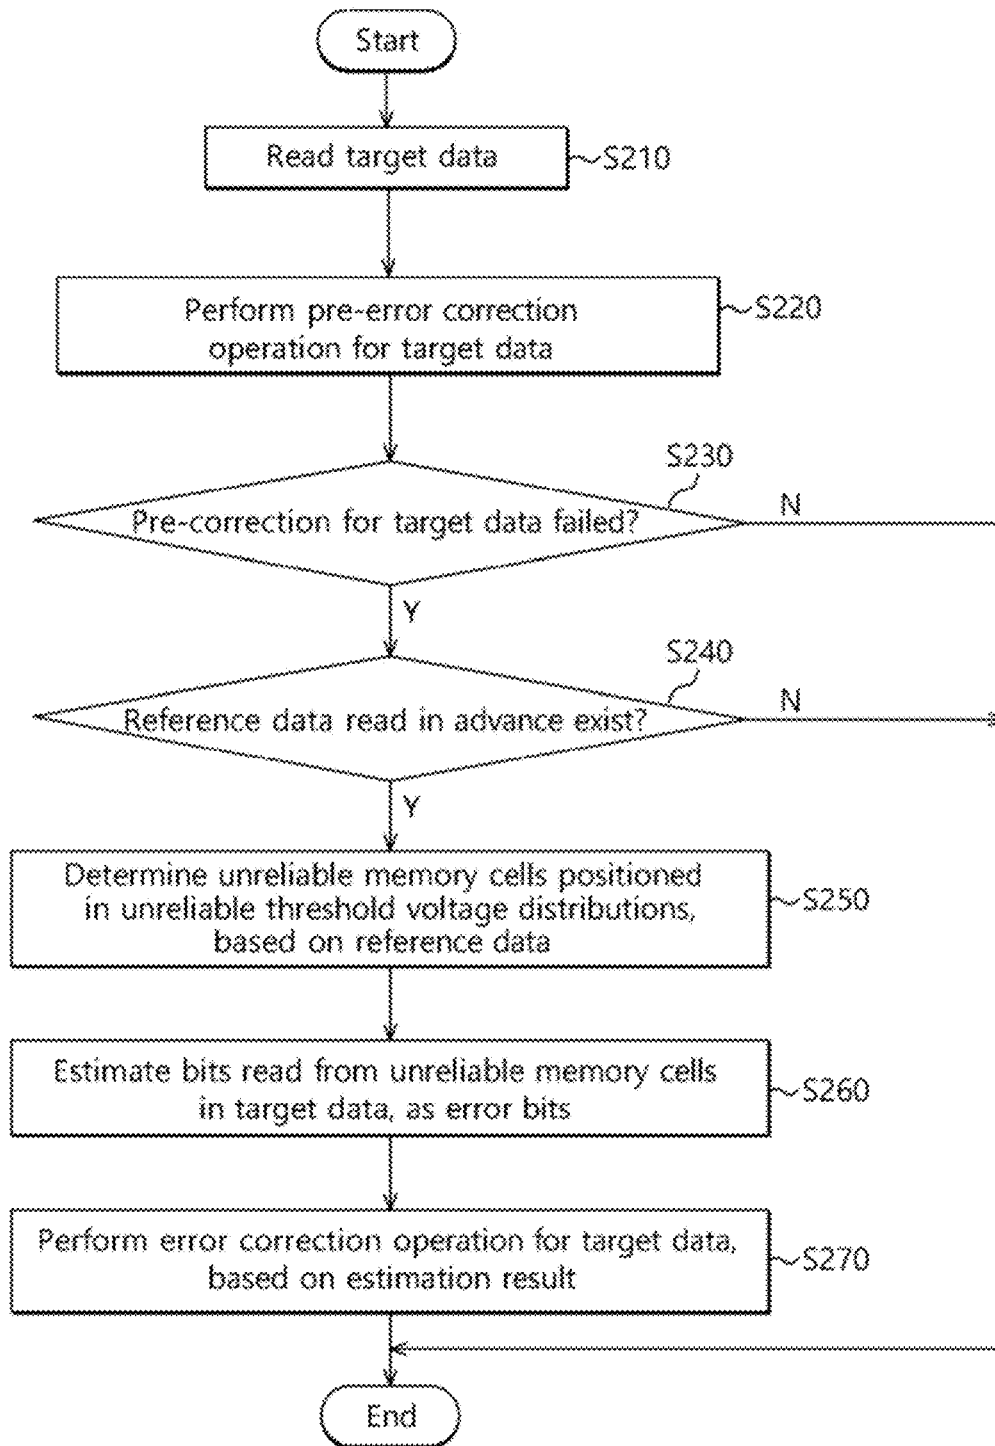 Start
Read target data
S210
Perform pre-error correction
operation for target data
S220
S230
Pre-correction for target data failed?
N
Y
S240
Reference data read in advance exist?
N
Y
Determine unreliable memory cells positioned
in unreliable threshold voltage distributions,
based on reference data
S250
Estimate bits read from unreliable memory cells
in target data, as error bits
S260
Perform error correction operation for target data,
based on estimation result
S270
End